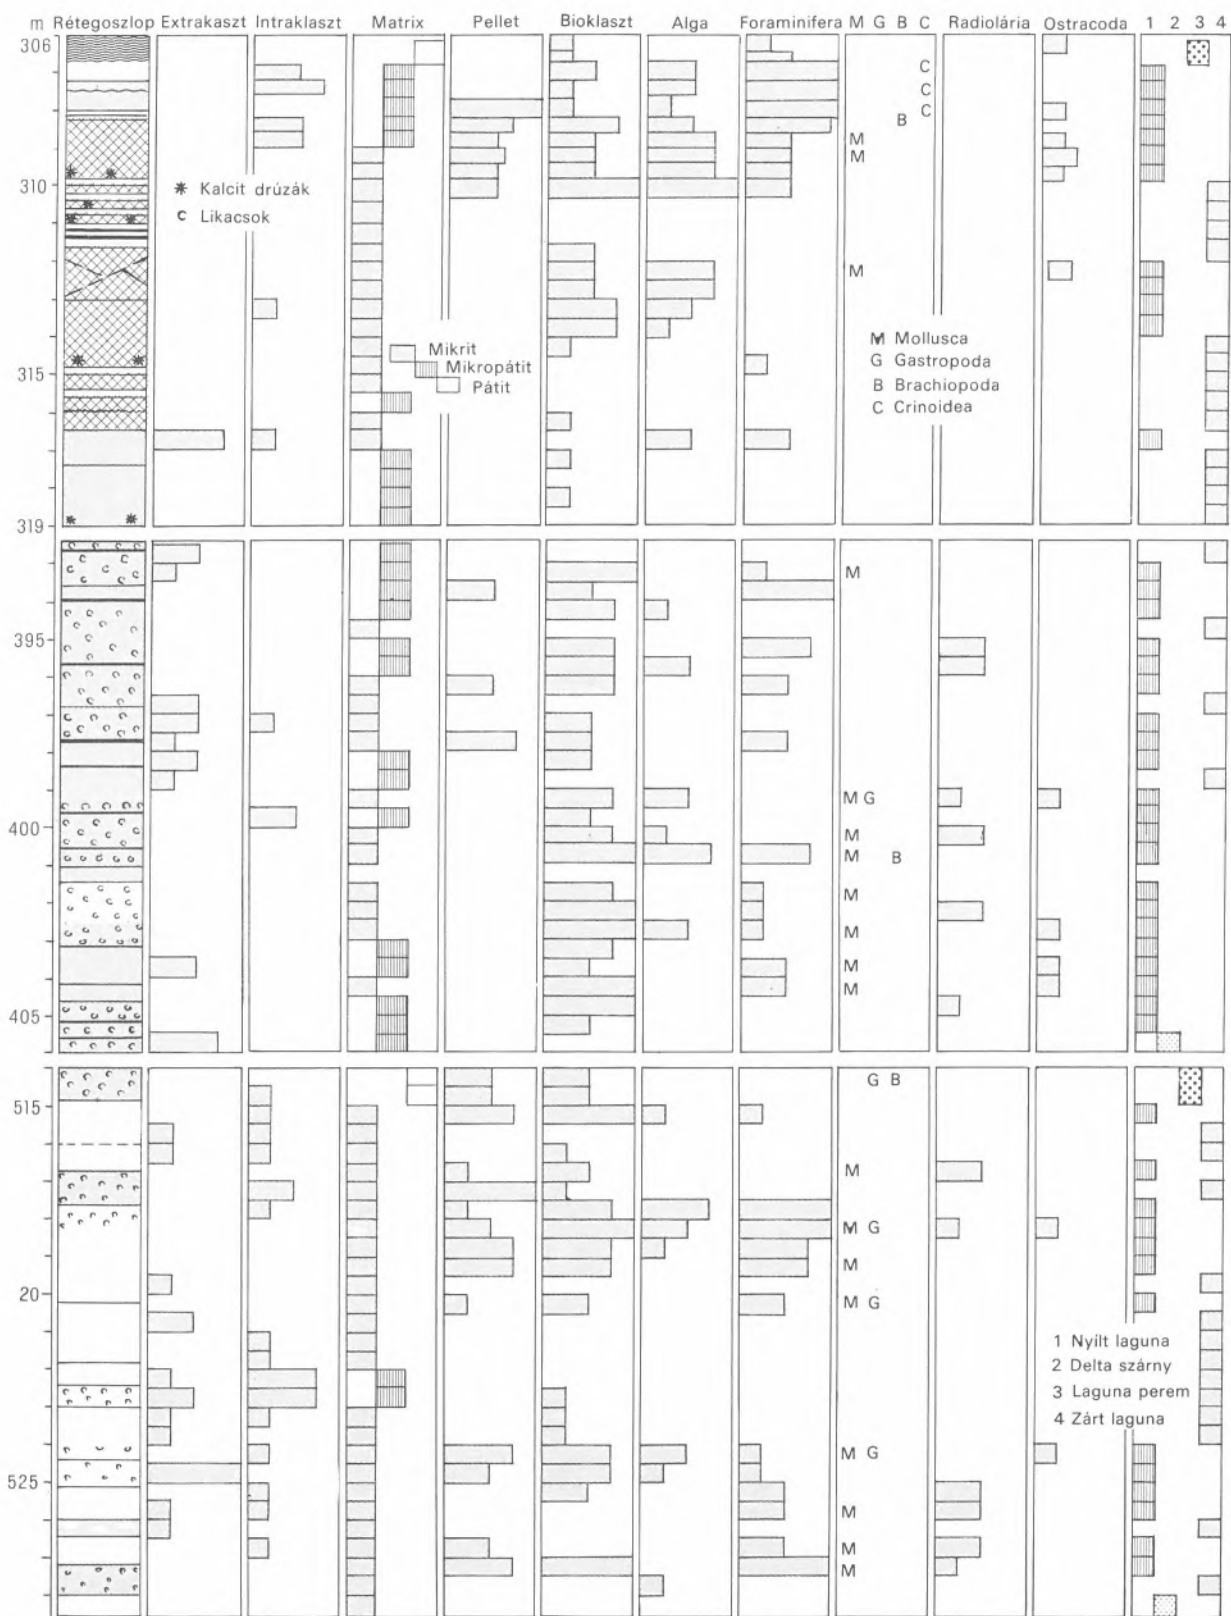 m Rétegoszlop Extrakaszt Intraklaszt Matrix Pellet Bioklaszt Alga Foraminifera M G B C Radiolária Ostracoda 1 2 3 4
306
C
C
C
B
M
M
310
Kalcit drúzák
C Likacsok
M
M Mollusca
Mikrit
G Gastropoda
Mikropátit
315
B Brachiopoda
Pátit
C Crinoidea
319
M
395
M G
400
M
M B
M
M
M
M
405
G B
515
M
M G
M
20
M G
1 Nyílt laguna
2 Delta szárny
3 Laguna perem
4 Zárt laguna
M G
525
M
M
M